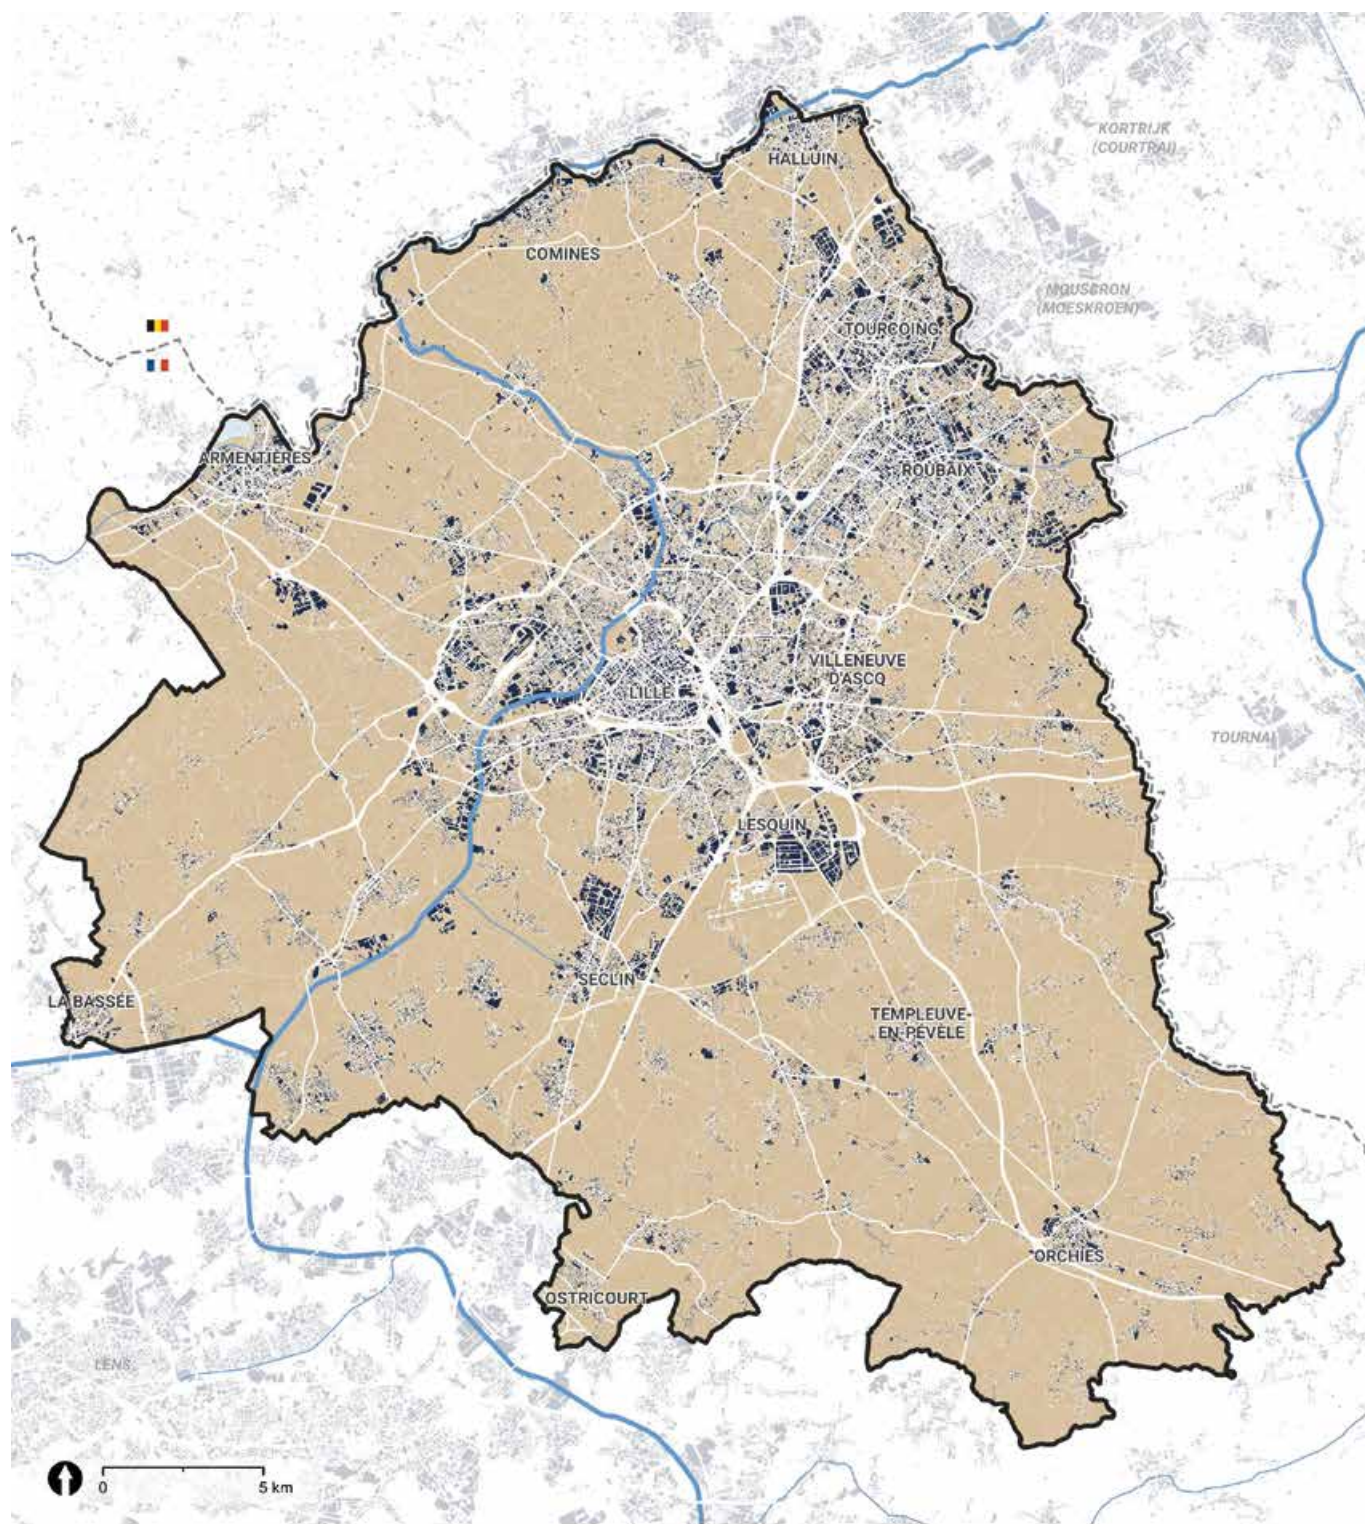 KORTRIJK
(COURTRAI)
HALLUIN
COMINES
MOUSCRON
(MOESKROEN)
TOURCOING
ARMENTIÈRES
ROUBAIX
VILLENEUVE
D'ASCQ
LILLE
TOURNAI
LESQUIN
SECLIN
LA BASSÉE
TEMPLEUVE-
EN-PÉVÈLE
ORCHIES
OSTRICOURT
LENS
0
5 km